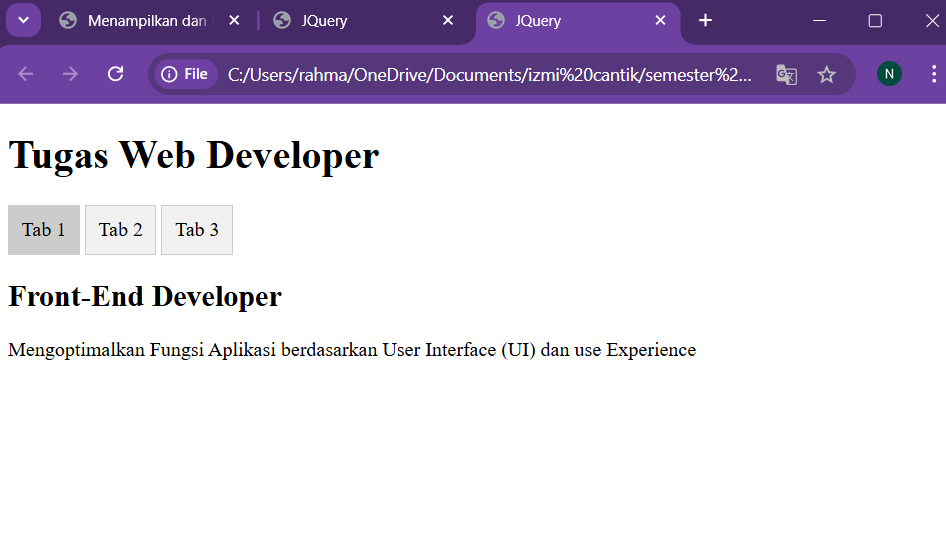 Menampilkan dan
JQuery
JQuery
File
C:/Users/rahma/OneDrive/Documents/izmi%20cantik/semester%2...
N
Tugas Web Developer
Tab 1
Tab 2
Tab 3
Front-End Developer
Mengoptimalkan Fungsi Aplikasi berdasarkan User Interface (UI) dan use Experience